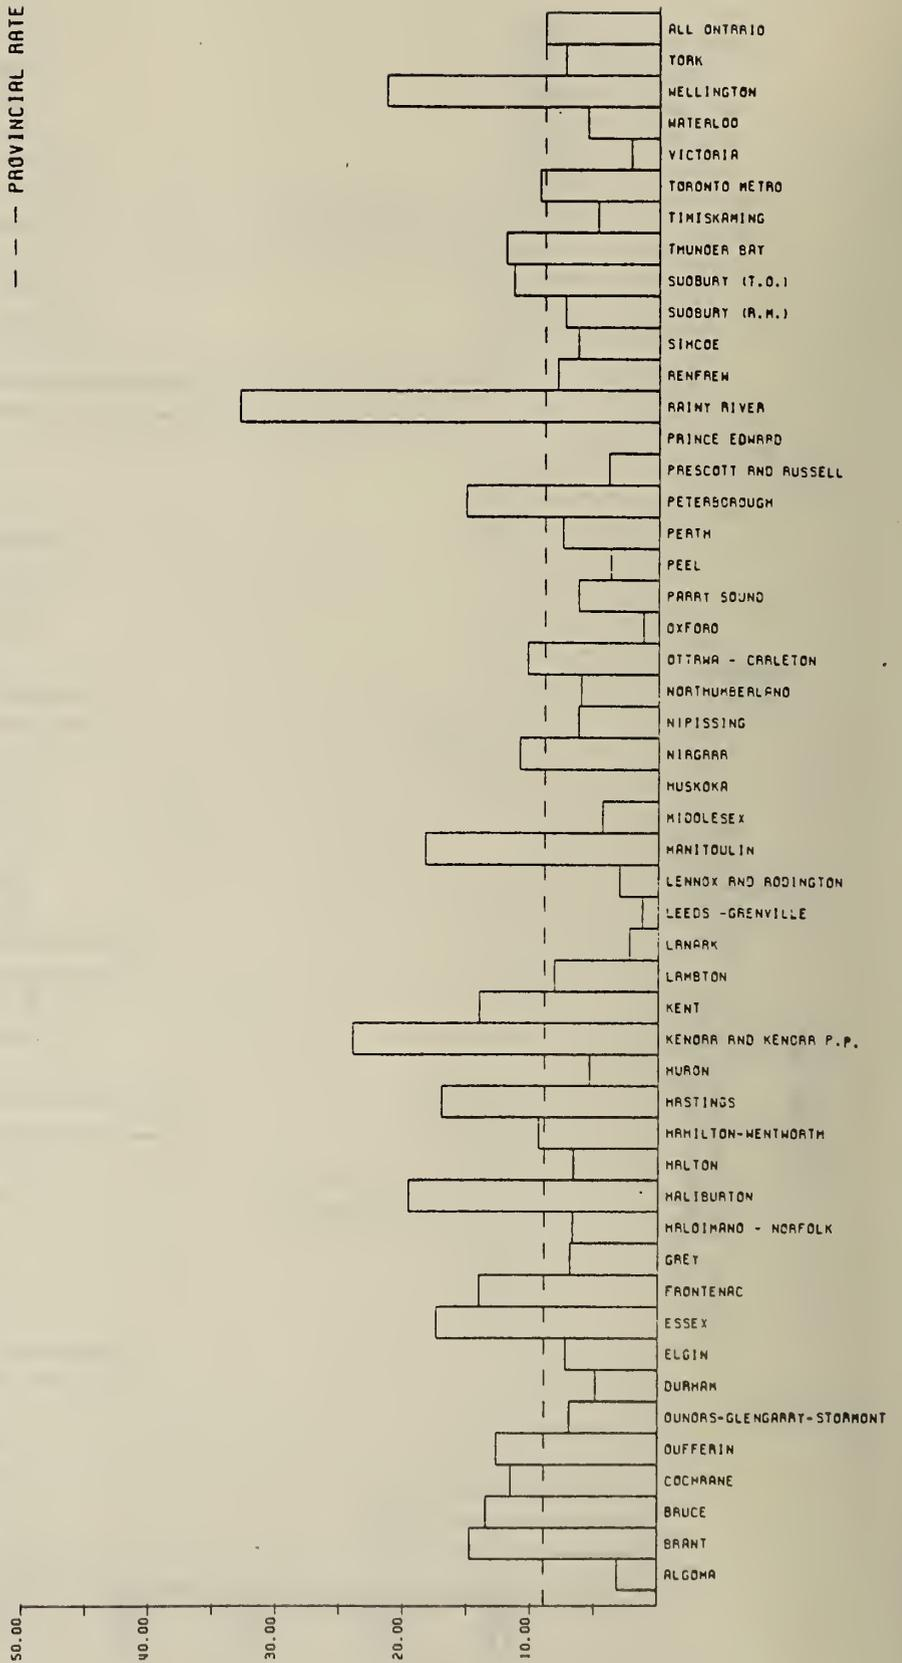 — — — PROVINCIAL RATE
ALL ONTARIO
YORK
WELLINGTON
WATERLOO
VICTORIA
TORONTO METRO
TIMISKAMING
THUNDER BAY
SUDBURY (T.D.)
SUDBURY (R.M.)
SIMCOE
RENFREW
RAINY RIVER
PRINCE EDWARD
PRESCOTT AND RUSSELL
PETERBOROUGH
PERTH
PEEL
PARRY SOUND
OXFORD
OTTAWA - CARLETON
NORTHUMBERLAND
NIPISSING
NIAGARA
MUSKOKA
MIDDLESEX
MANITOULIN
LENNOX AND ADDINGTON
LEEDS -GRENVILLE
LANARK
LAMBTON
KENT
KENORA AND KENORA P.P.
HURON
HASTINGS
HAMILTON-WENTWORTH
HALTON
HALIBURTON
HALDIMAND - NORFOLK
GREY
FRONTENAC
ESSEX
ELGIN
DURHAM
DUNDAS-GLENGARRY-STORMONT
DUFFERIN
COCHRANE
BRUCE
BRANT
ALGOMA
50.00
40.00
30.00
20.00
10.00